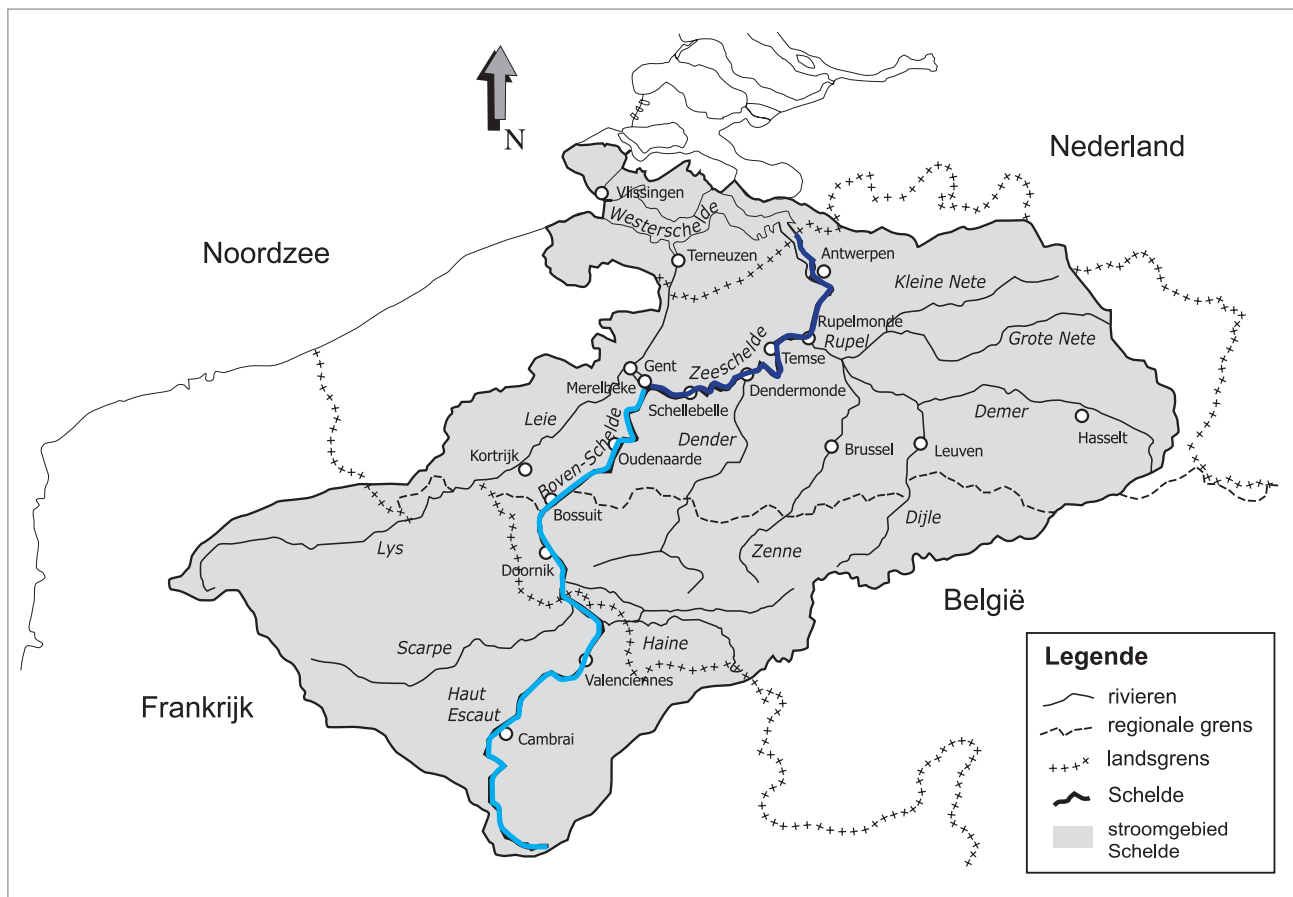 N
Nederland
Vlissingen
Westerschelde
Noordzee
Terneuzen
Antwerpen
Kleine Nete
Rupelmonde
Rupel
Grote Nete
Zeeschelde
Temse
Gent
Merelbeke
Dendermonde
Schellebelle
Leie
Demer
Hasselt
Dender
Boven-Schelde
Kortrijk
Oudenaarde
Brussel
Leuven
Bossuit
Dijle
Lys
Zenne
Doornik
België
Scarpe
Haine
Valenciennes
Frankrijk
Haut
Escaut
Cambrai
Legende
rivieren
regionale grens
landsgrens
Schelde
stroomgebied
Schelde